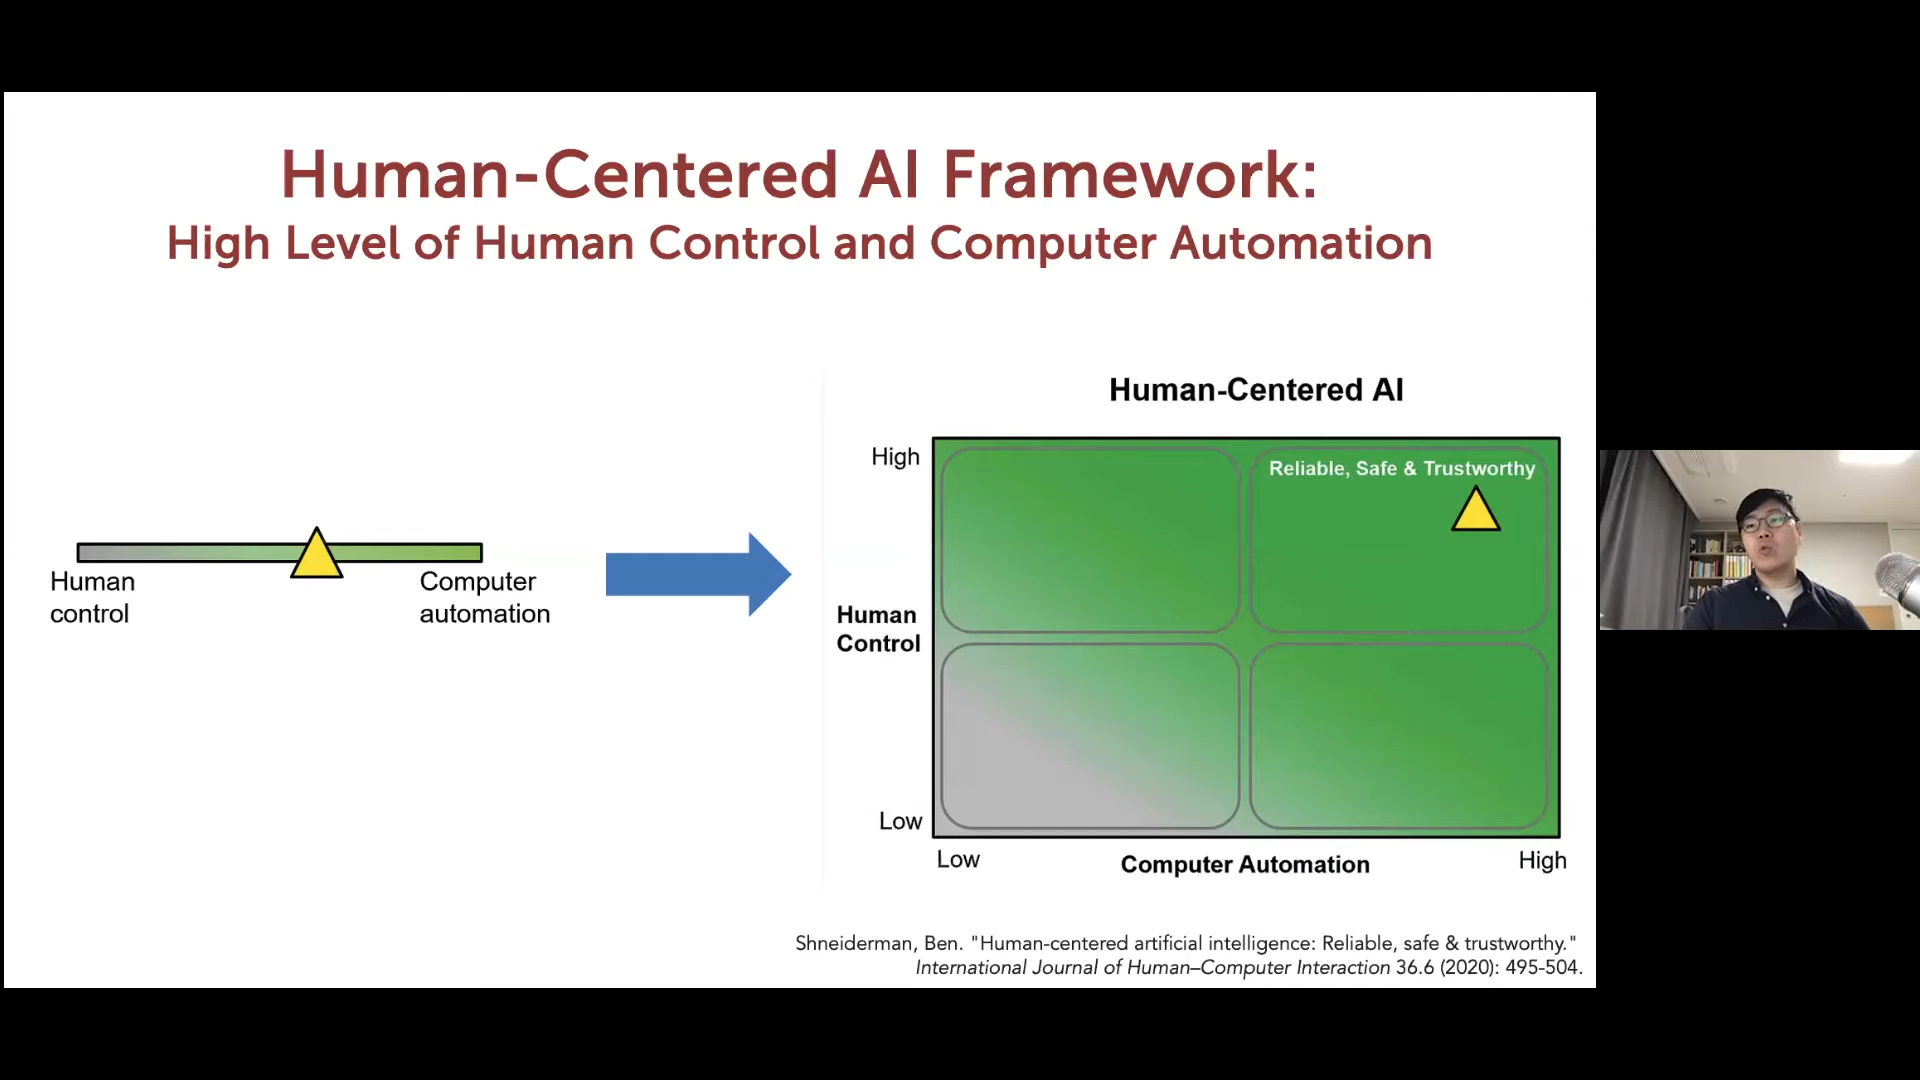 Human-Centered AI Framework:
High Level of Human Control and Computer Automation
Human
control
Computer
automation
Human-Centered AI
High
Reliable, Safe & Trustworthy
Human
Control
Low
Low
Computer Automation
High
Shneiderman, Ben. "Human-centered artificial intelligence: Reliable, safe & trustworthy."
International Journal of Human–Computer Interaction 36.6 (2020): 495-504.